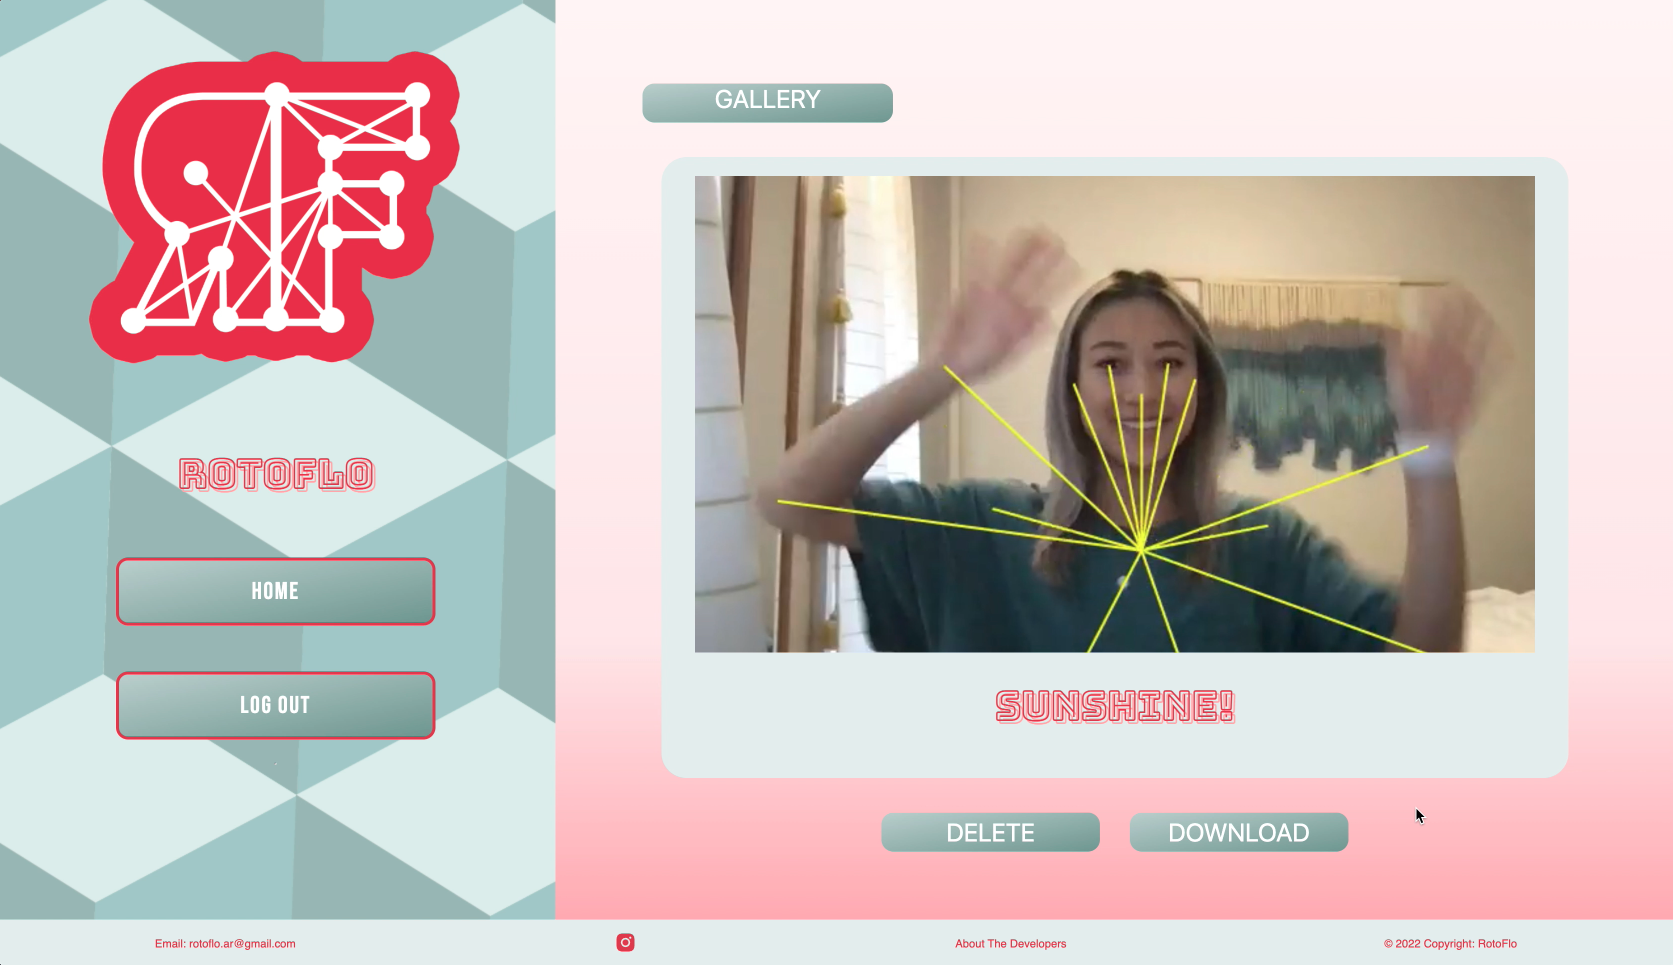 ROTOFLO
HOME
LOG OUT
GALLERY
SUNSHINE!
DELETE
DOWNLOAD
Email: rotoflo.ar@gmail.com
About The Developers
© 2022 Copyright: RotoFlo